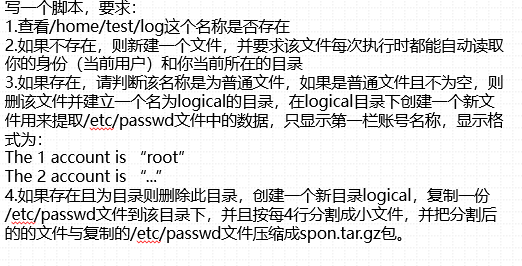 写一个脚本，要求：
1.查看/home/test/log这个名称是否存在
2.如果不存在，则新建一个文件，并要求该文件每次执行时都能自动读取
你的身份（当前用户）和你当前所在的目录
3.如果存在，请判断该名称是为普通文件，如果是普通文件且不为空，则
删该文件并建立一个名为logical的目录，在logical目录下创建一个新文
件用来提取/etc/passwd文件中的数据，只显示第一栏账号名称，显示格
式为：
The 1 account is “root”
The 2 account is “...”
4.如果存在且为目录则删除此目录，创建一个新目录logical，复制一份
/etc/passwd文件到该目录下，并且按每4行分割成小文件，并把分割后
的的文件与复制的/etc/passwd文件压缩成spon.tar.gz包。